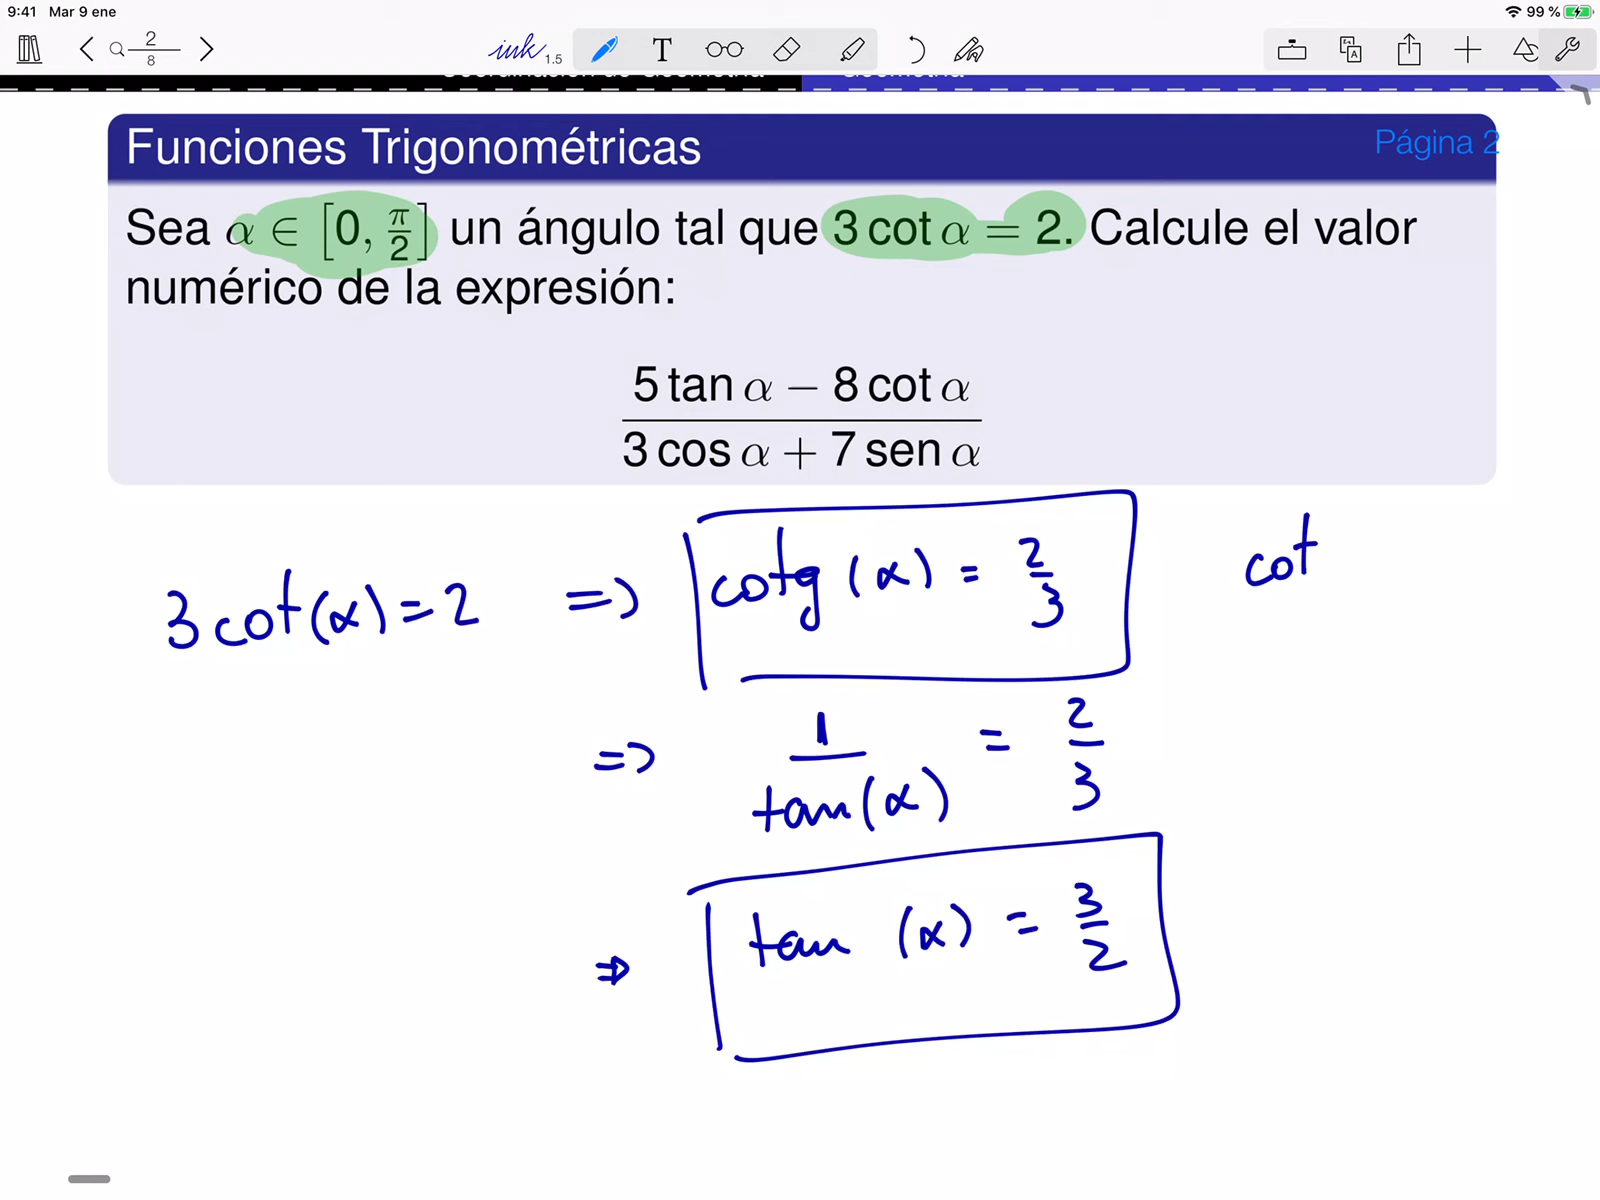 9:41 Mar 9 ene
99 %
2
8
ink 1.5
T
Funciones Trigonométricas
Página 2
Sea α ∈ [0, π/2] un ángulo tal que 3 cot α = 2. Calcule el valor
numérico de la expresión:
5 tan α − 8 cot α
3 cos α + 7 sen α
3cot(α)=2 => cotg(α) = 2/3
cot
=> 1/tan(α) = 2/3
=> tan (α) = 3/2